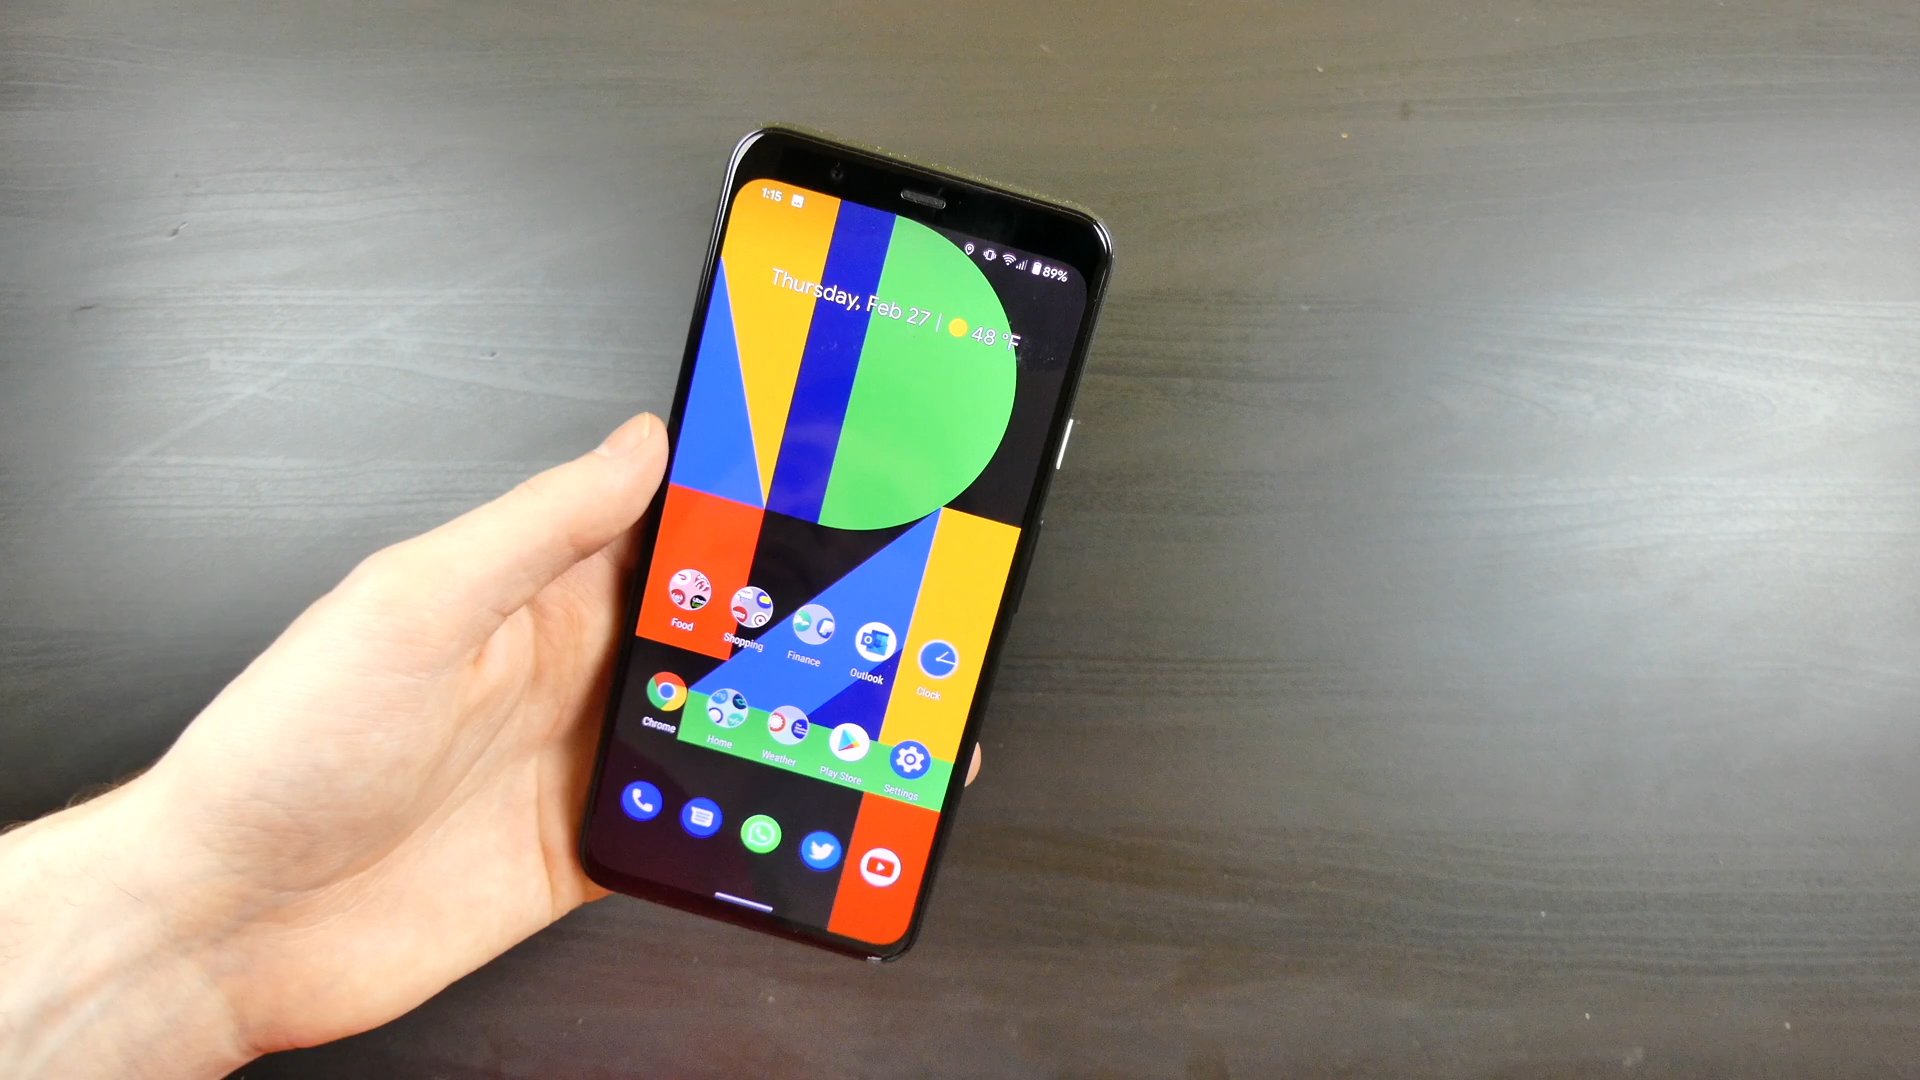 1:15
89%
Thursday, Feb 27 | 48 °F
Food
Shopping
Finance
Outlook
Clock
Chrome
Home
Weather
Play Store
Settings